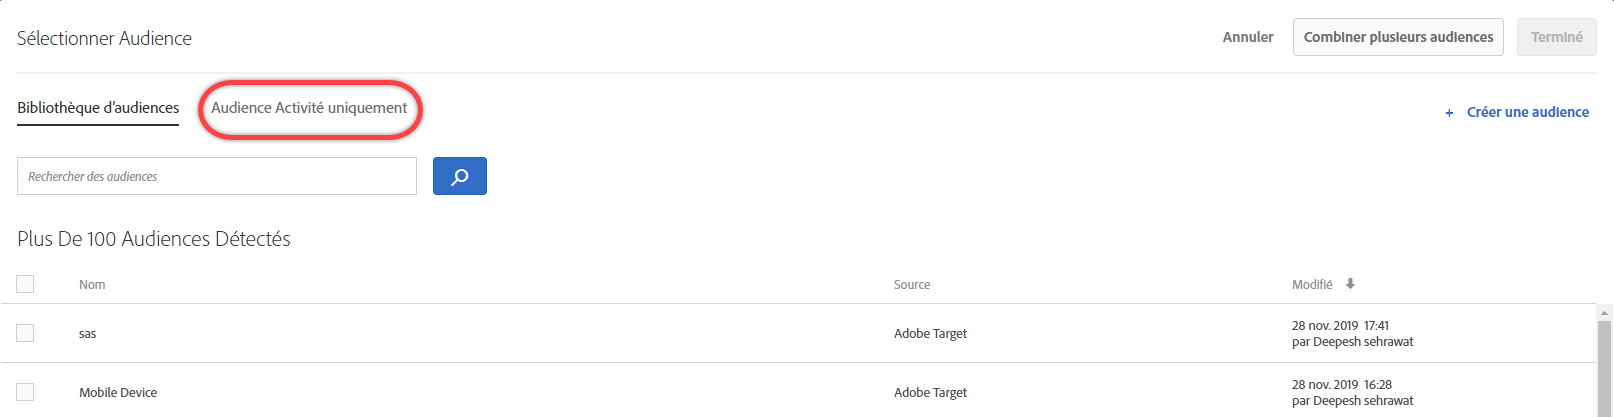 Sélectionner Audience
Annuler
Combiner plusieurs audiences
Terminé
Bibliothèque d'audiences
Audience Activité uniquement
+ Créer une audience
Rechercher des audiences
Plus De 100 Audiences Détectés
Nom
Source
Modifié
sas
Adobe Target
28 nov. 2019 17:41
par Deepesh sehrawat
Mobile Device
Adobe Target
28 nov. 2019 16:28
par Deepesh sehrawat